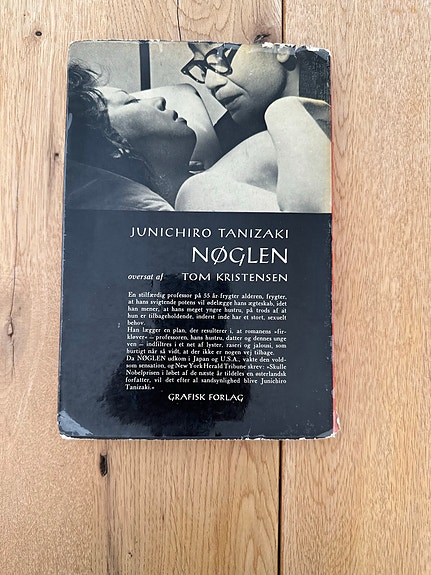 JUNICHIRO TANIZAKI
NØGLEN
oversat af TOM KRISTENSEN
En stilfærdig professor på 55 år frygter alderen, frygter,
at hans svigtende potens vil ødelægge hans ægteskab, idet
han mener, at hans meget yngre hustru, på trods af at
hun er tilbageholdende, inderst inde har et stort, sexuelt
behov.
Han lægger en plan, der resulterer i, at romanens »fir-
kløver« — professoren, hans hustru, datter og dennes unge
ven — indfiltres i et net af lyster, raseri og jalousi, som
hurtigt når så vidt, at der ikke er nogen vej tilbage.
Da NØGLEN udkom i Japan og U.S.A., vakte den vold-
som sensation, og New York Herald Tribune skrev: »Skulle
Nobelprisen i løbet af de næste år tildeles en østerlandsk
forfatter, vil det efter al sandsynlighed blive Junichiro
Tanizaki.«
GRAFISK FORLAG